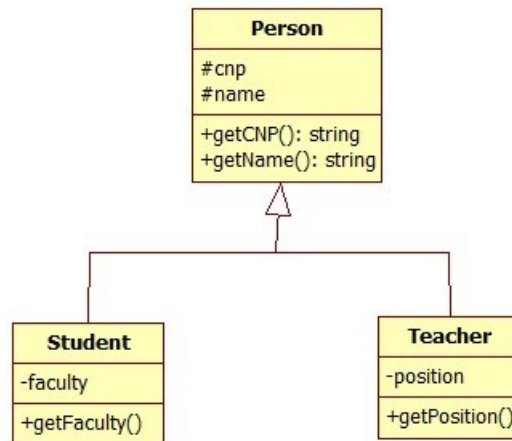 Person
#cnp
#name
+getCNP(): string
+getName(): string
Student
-faculty
+getFaculty()
Teacher
-position
+getPosition()